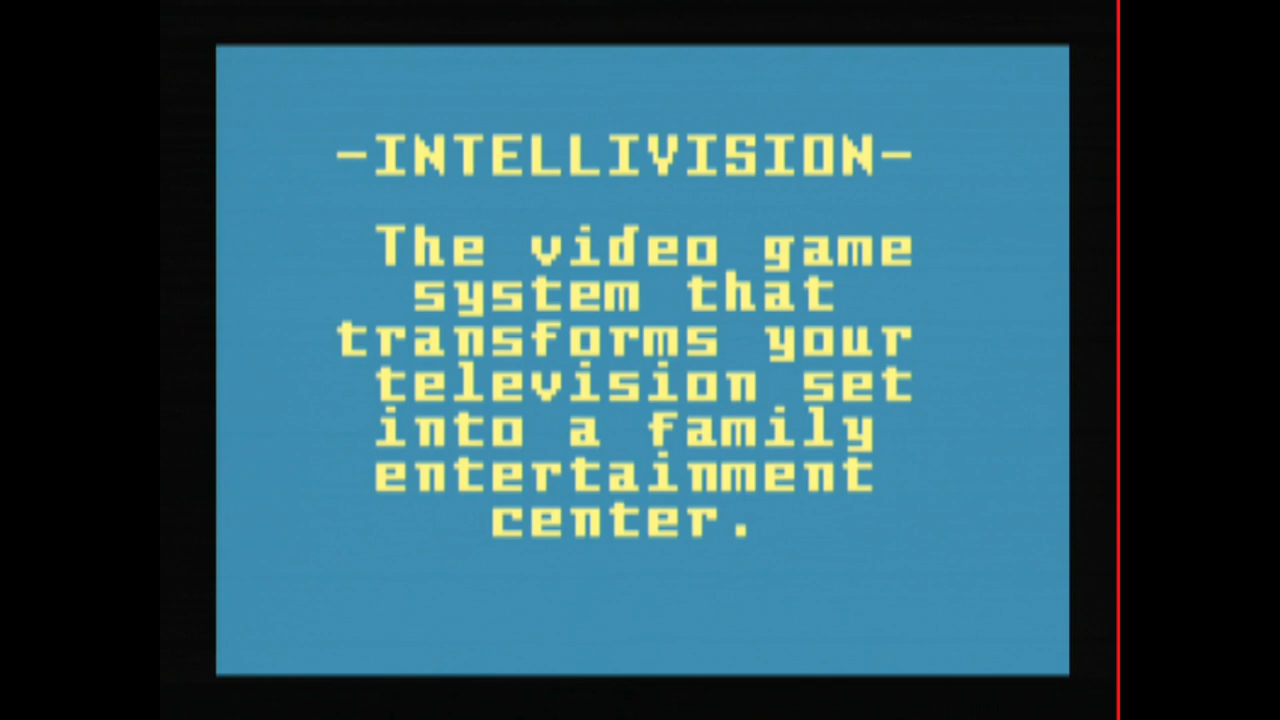 -INTELLIVISION-
The video game
system that
transforms your
television set
into a family
entertainment
center.